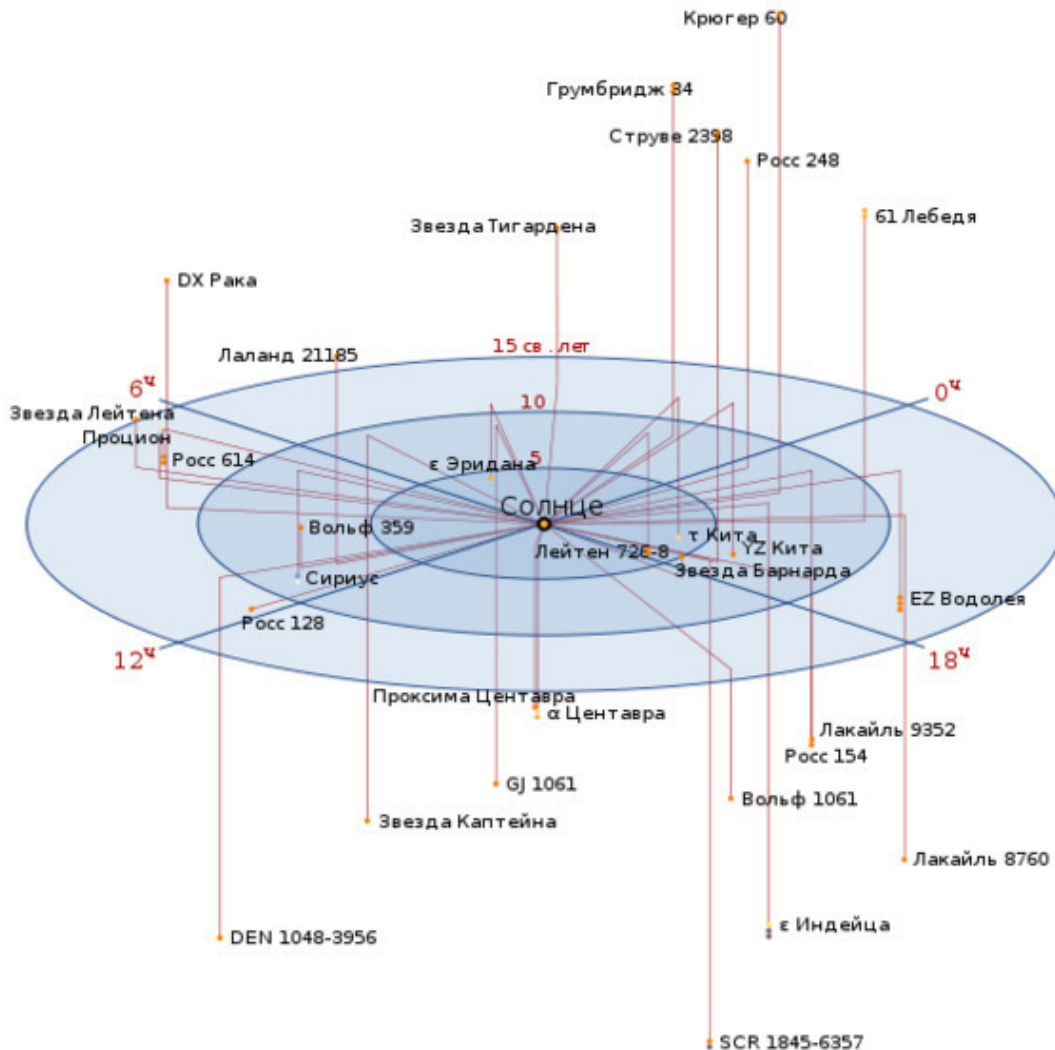 Крюгер 60
Грумбридж 34
Струве 2398
Росс 248
61 Лебедя
Звезда Тигардена
DX Рака
15 св. лет
Лаланд 21185
6ч
0ч
10
Звезда Лейтена
Процион
Росс 614
5
ε Эридана
Солнце
Вольф 359
τ Кита
Лейтен 726-8
YZ Кита
Звезда Барнарда
Сириус
EZ Водолея
Росс 128
12ч
18ч
Проксима Центавра
α Центавра
Лакайль 9352
Росс 154
GJ 1061
Вольф 1061
Звезда Каптейна
Лакайль 8760
ε Индейца
DEN 1048-3956
SCR 1845-6357